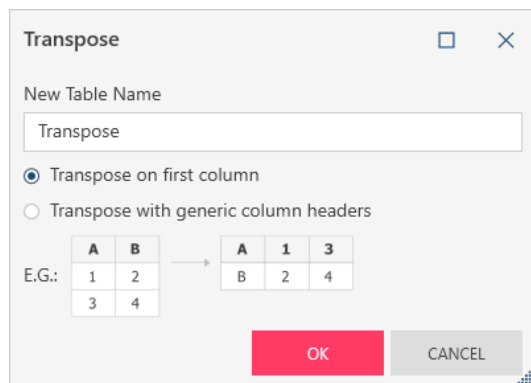 Transpose
New Table Name
Transpose
Transpose on first column
Transpose with generic column headers
A B A 1 3
E.G.: 1 2 B 2 4
3 4
OK CANCEL